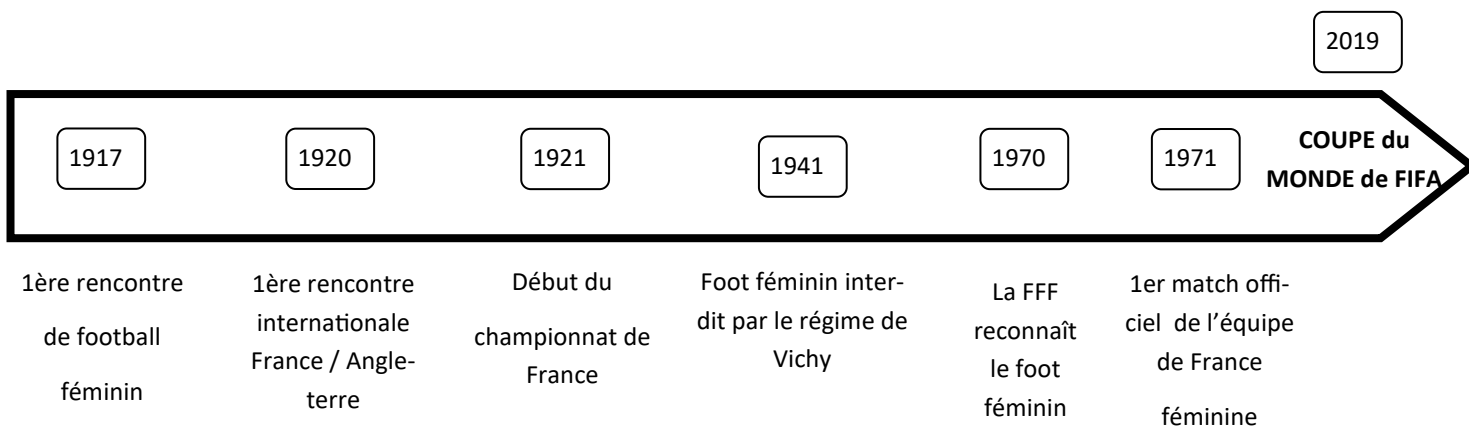 2019
1917
1920
1921
1941
1970
1971
COUPE du
MONDE de FIFA
1ère rencontre
de football
féminin
1ère rencontre
internationale
France / Angle-
terre
Début du
championnat de
France
Foot féminin inter-
dit par le régime de
Vichy
La FFF
reconnaît
le foot
féminin
1er match offi-
ciel de l'équipe
de France
féminine